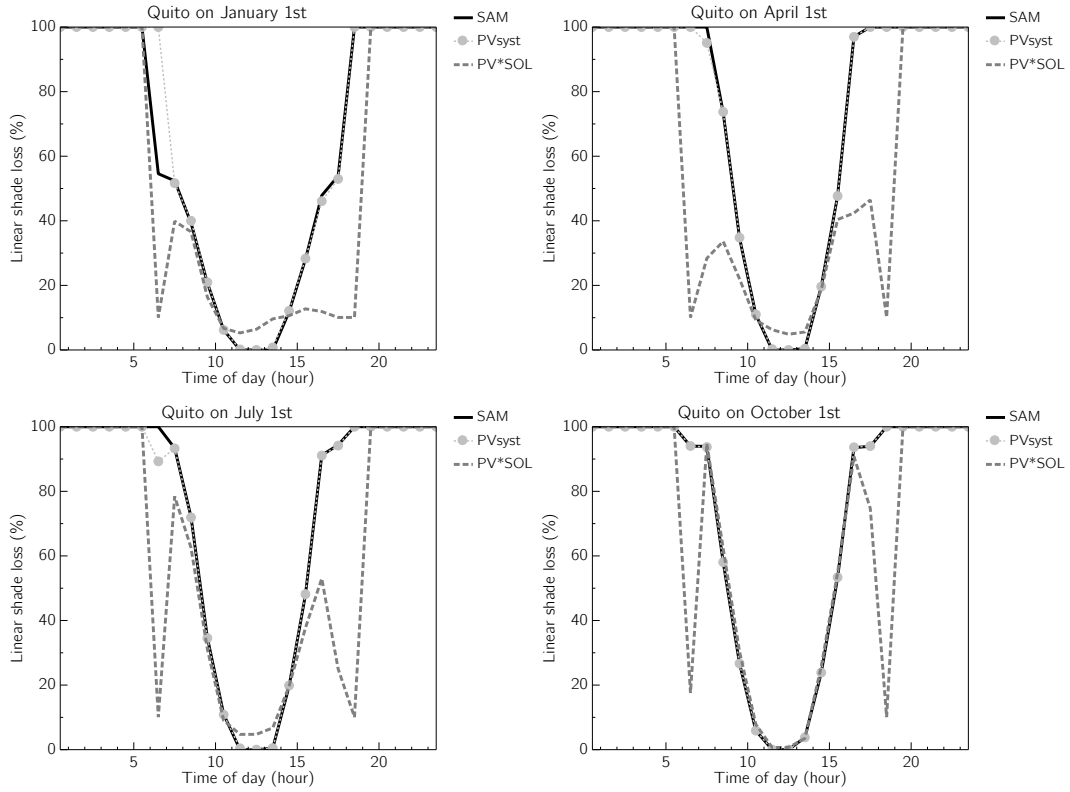 Quito on January 1st
SAM
PVsyst
PV*SOL
100
80
60
40
20
0
Linear shade loss (%)
5 10 15 20
Time of day (hour)
Quito on April 1st
SAM
PVsyst
PV*SOL
100
80
60
40
20
0
Linear shade loss (%)
5 10 15 20
Time of day (hour)
Quito on July 1st
SAM
PVsyst
PV*SOL
100
80
60
40
20
0
Linear shade loss (%)
5 10 15 20
Time of day (hour)
Quito on October 1st
SAM
PVsyst
PV*SOL
100
80
60
40
20
0
Linear shade loss (%)
5 10 15 20
Time of day (hour)